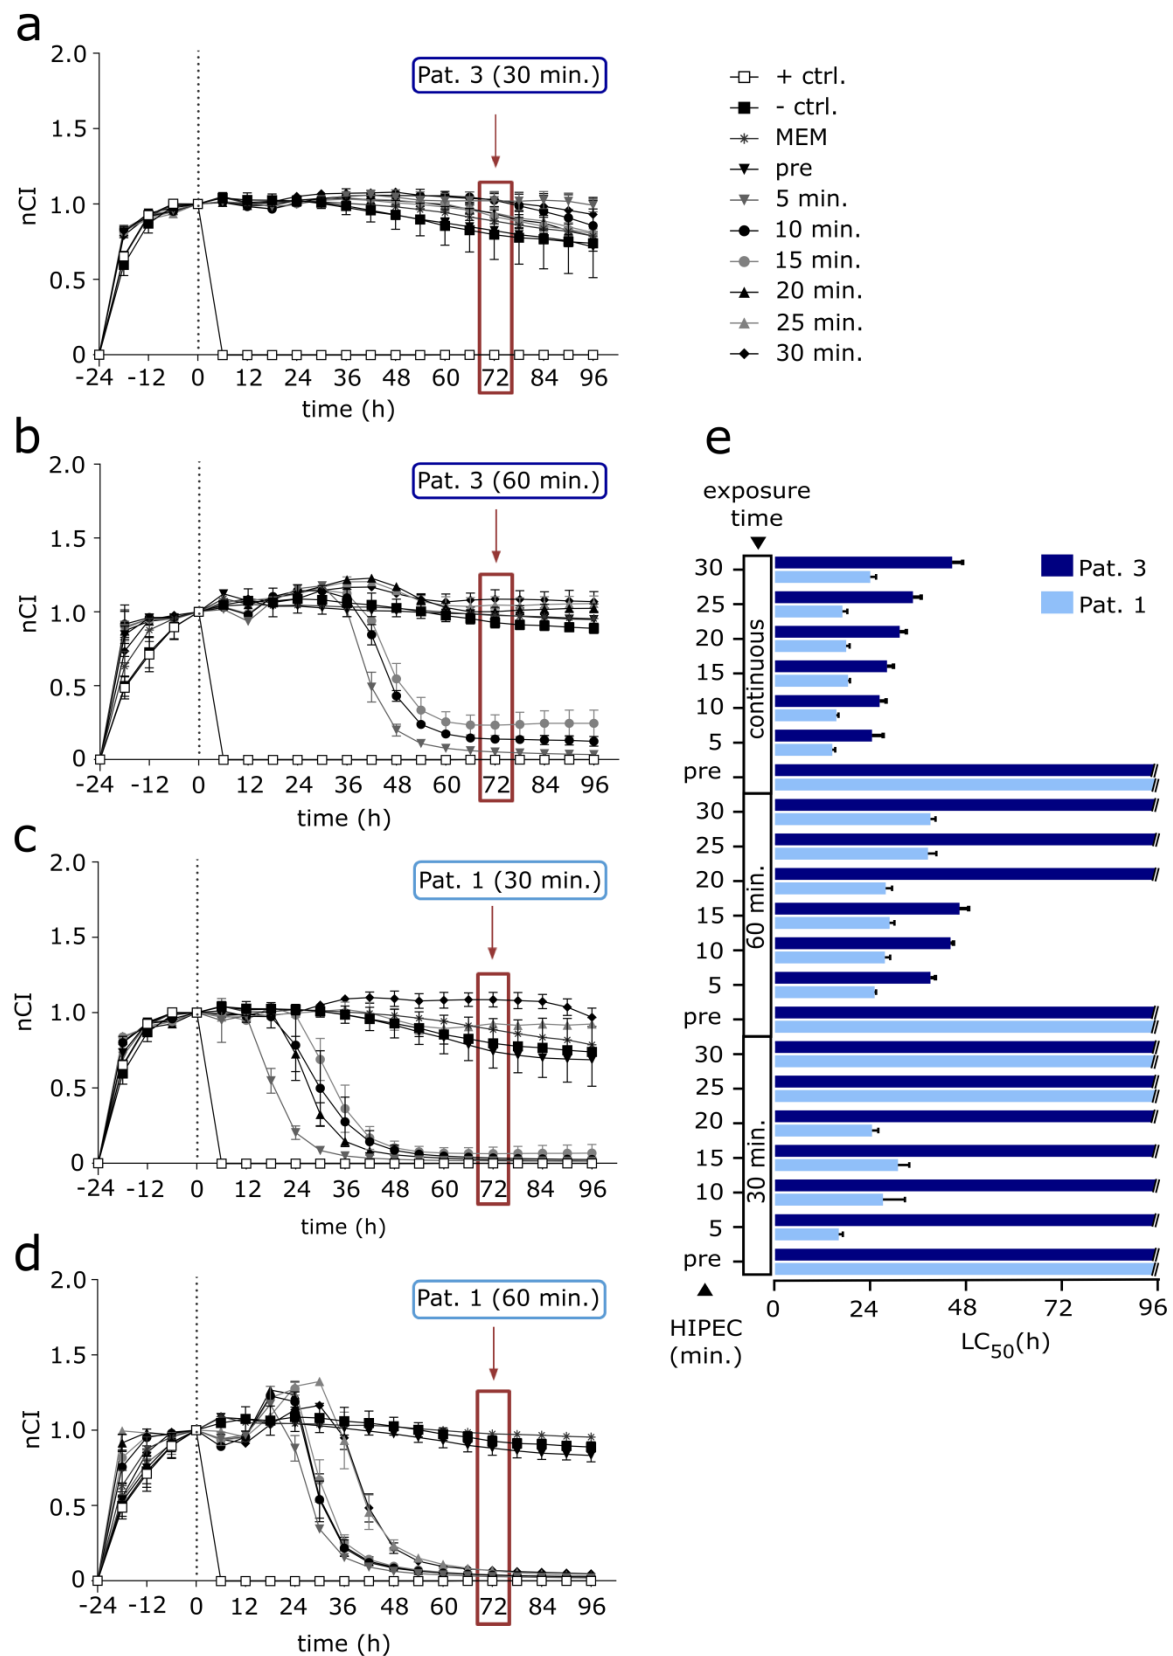 a
2.0
1.5
1.0
0.5
0
nCI
Pat. 3 (30 min.)
-24 -12 0 12 24 36 48 60 72 84 96
time (h)
+ ctrl.
- ctrl.
MEM
pre
5 min.
10 min.
15 min.
20 min.
25 min.
30 min.
b
2.0
1.5
1.0
0.5
0
nCI
Pat. 3 (60 min.)
-24 -12 0 12 24 36 48 60 72 84 96
time (h)
c
2.0
1.5
1.0
0.5
0
nCI
Pat. 1 (30 min.)
-24 -12 0 12 24 36 48 60 72 84 96
time (h)
d
2.0
1.5
1.0
0.5
0
nCI
Pat. 1 (60 min.)
-24 -12 0 12 24 36 48 60 72 84 96
time (h)
e
exposure
time
Pat. 3
Pat. 1
continuous
30
25
20
15
10
5
pre
60 min.
30
25
20
15
10
5
pre
30 min.
30
25
20
15
10
5
pre
HIPEC
(min.)
0 24 48 72 96
LC50(h)